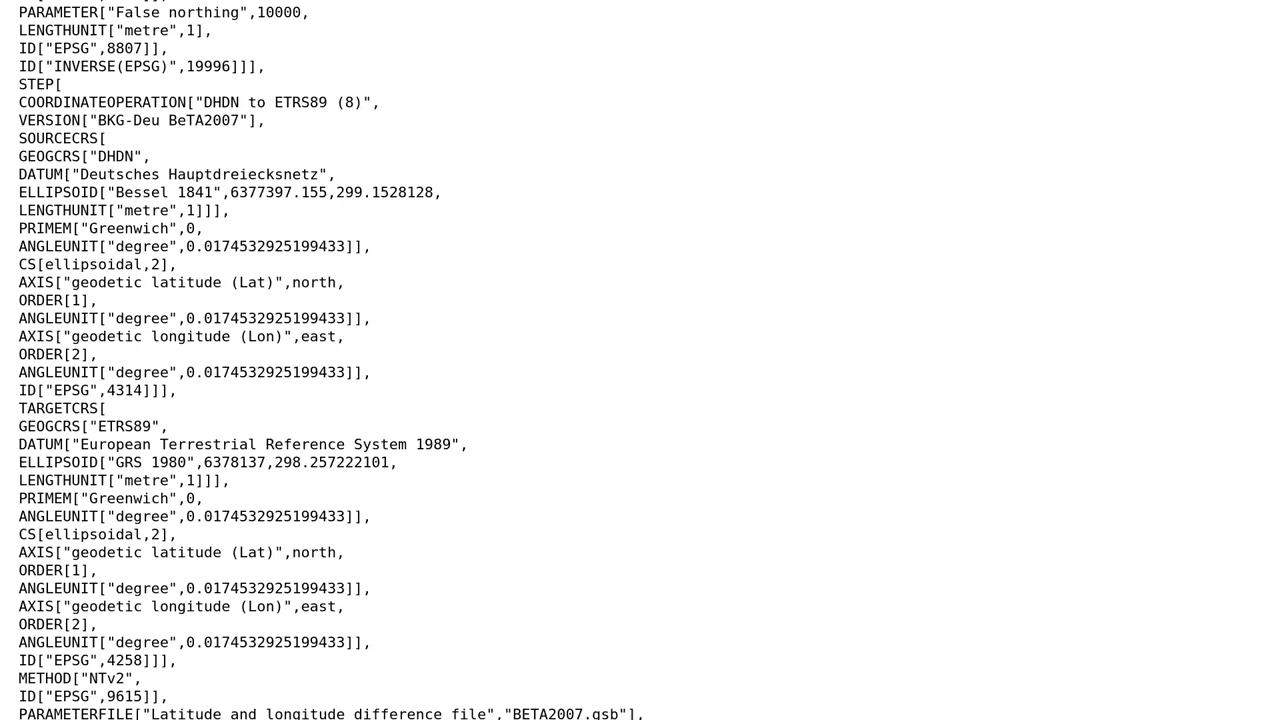 PARAMETER["False northing",10000,
LENGTHUNIT["metre",1],
ID["EPSG",8807]],
ID["INVERSE(EPSG)",19996]]],
STEP[
COORDINATEOPERATION["DHDN to ETRS89 (8)",
VERSION["BKG-Deu BeTA2007"],
SOURCECRS[
GEOGCRS["DHDN",
DATUM["Deutsches Hauptdreiecksnetz",
ELLIPSOID["Bessel 1841",6377397.155,299.1528128,
LENGTHUNIT["metre",1]]],
PRIMEM["Greenwich",0,
ANGLEUNIT["degree",0.0174532925199433]],
CS[ellipsoidal,2],
AXIS["geodetic latitude (Lat)",north,
ORDER[1],
ANGLEUNIT["degree",0.0174532925199433]],
AXIS["geodetic longitude (Lon)",east,
ORDER[2],
ANGLEUNIT["degree",0.0174532925199433]],
ID["EPSG",4314]]],
TARGETCRS[
GEOGCRS["ETRS89",
DATUM["European Terrestrial Reference System 1989",
ELLIPSOID["GRS 1980",6378137,298.257222101,
LENGTHUNIT["metre",1]]],
PRIMEM["Greenwich",0,
ANGLEUNIT["degree",0.0174532925199433]],
CS[ellipsoidal,2],
AXIS["geodetic latitude (Lat)",north,
ORDER[1],
ANGLEUNIT["degree",0.0174532925199433]],
AXIS["geodetic longitude (Lon)",east,
ORDER[2],
ANGLEUNIT["degree",0.0174532925199433]],
ID["EPSG",4258]]],
METHOD["NTv2",
ID["EPSG",9615]],
PARAMETERFILE["Latitude and longitude difference file","BETA2007.gsb"],